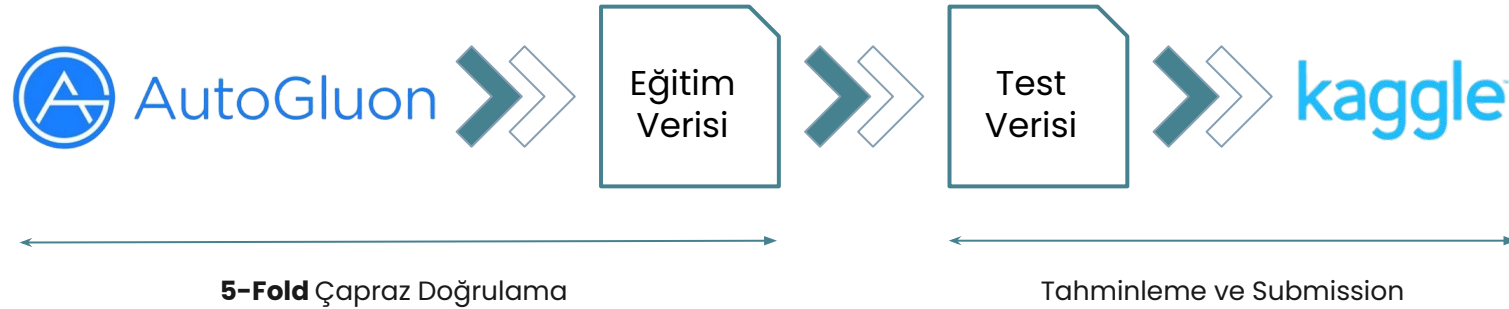 AutoGluon
Eğitim
Verisi
Test
Verisi
kaggle
5-Fold Çapraz Doğrulama
Tahminleme ve Submission